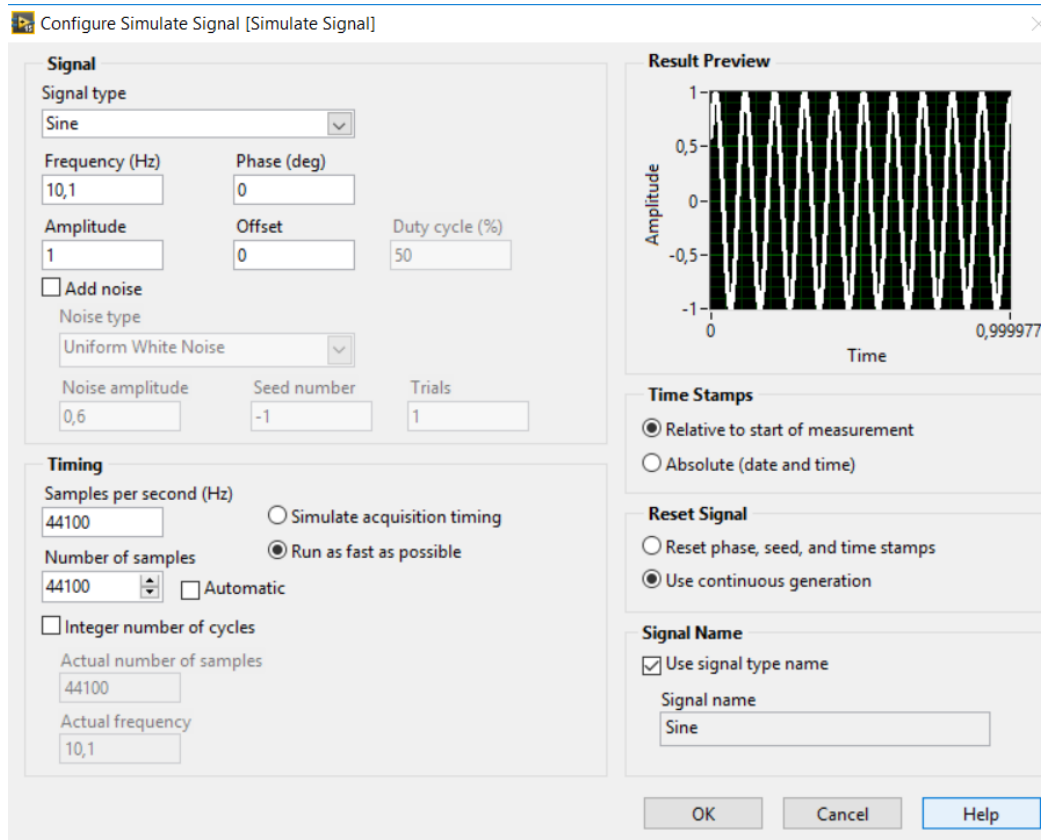 Configure Simulate Signal [Simulate Signal]
Signal
Signal type
Sine
Frequency (Hz) Phase (deg)
10,1 0
Amplitude Offset Duty cycle (%)
1 0 50
Add noise
Noise type
Uniform White Noise
Noise amplitude Seed number Trials
0,6 -1 1
Timing
Samples per second (Hz)
44100
Simulate acquisition timing
Run as fast as possible
Number of samples
44100 Automatic
Integer number of cycles
Actual number of samples
44100
Actual frequency
10,1
Result Preview
1
0,5
0
-0,5
-1
Amplitude
0 0,999977
Time
Time Stamps
Relative to start of measurement
Absolute (date and time)
Reset Signal
Reset phase, seed, and time stamps
Use continuous generation
Signal Name
Use signal type name
Signal name
Sine
OK Cancel Help